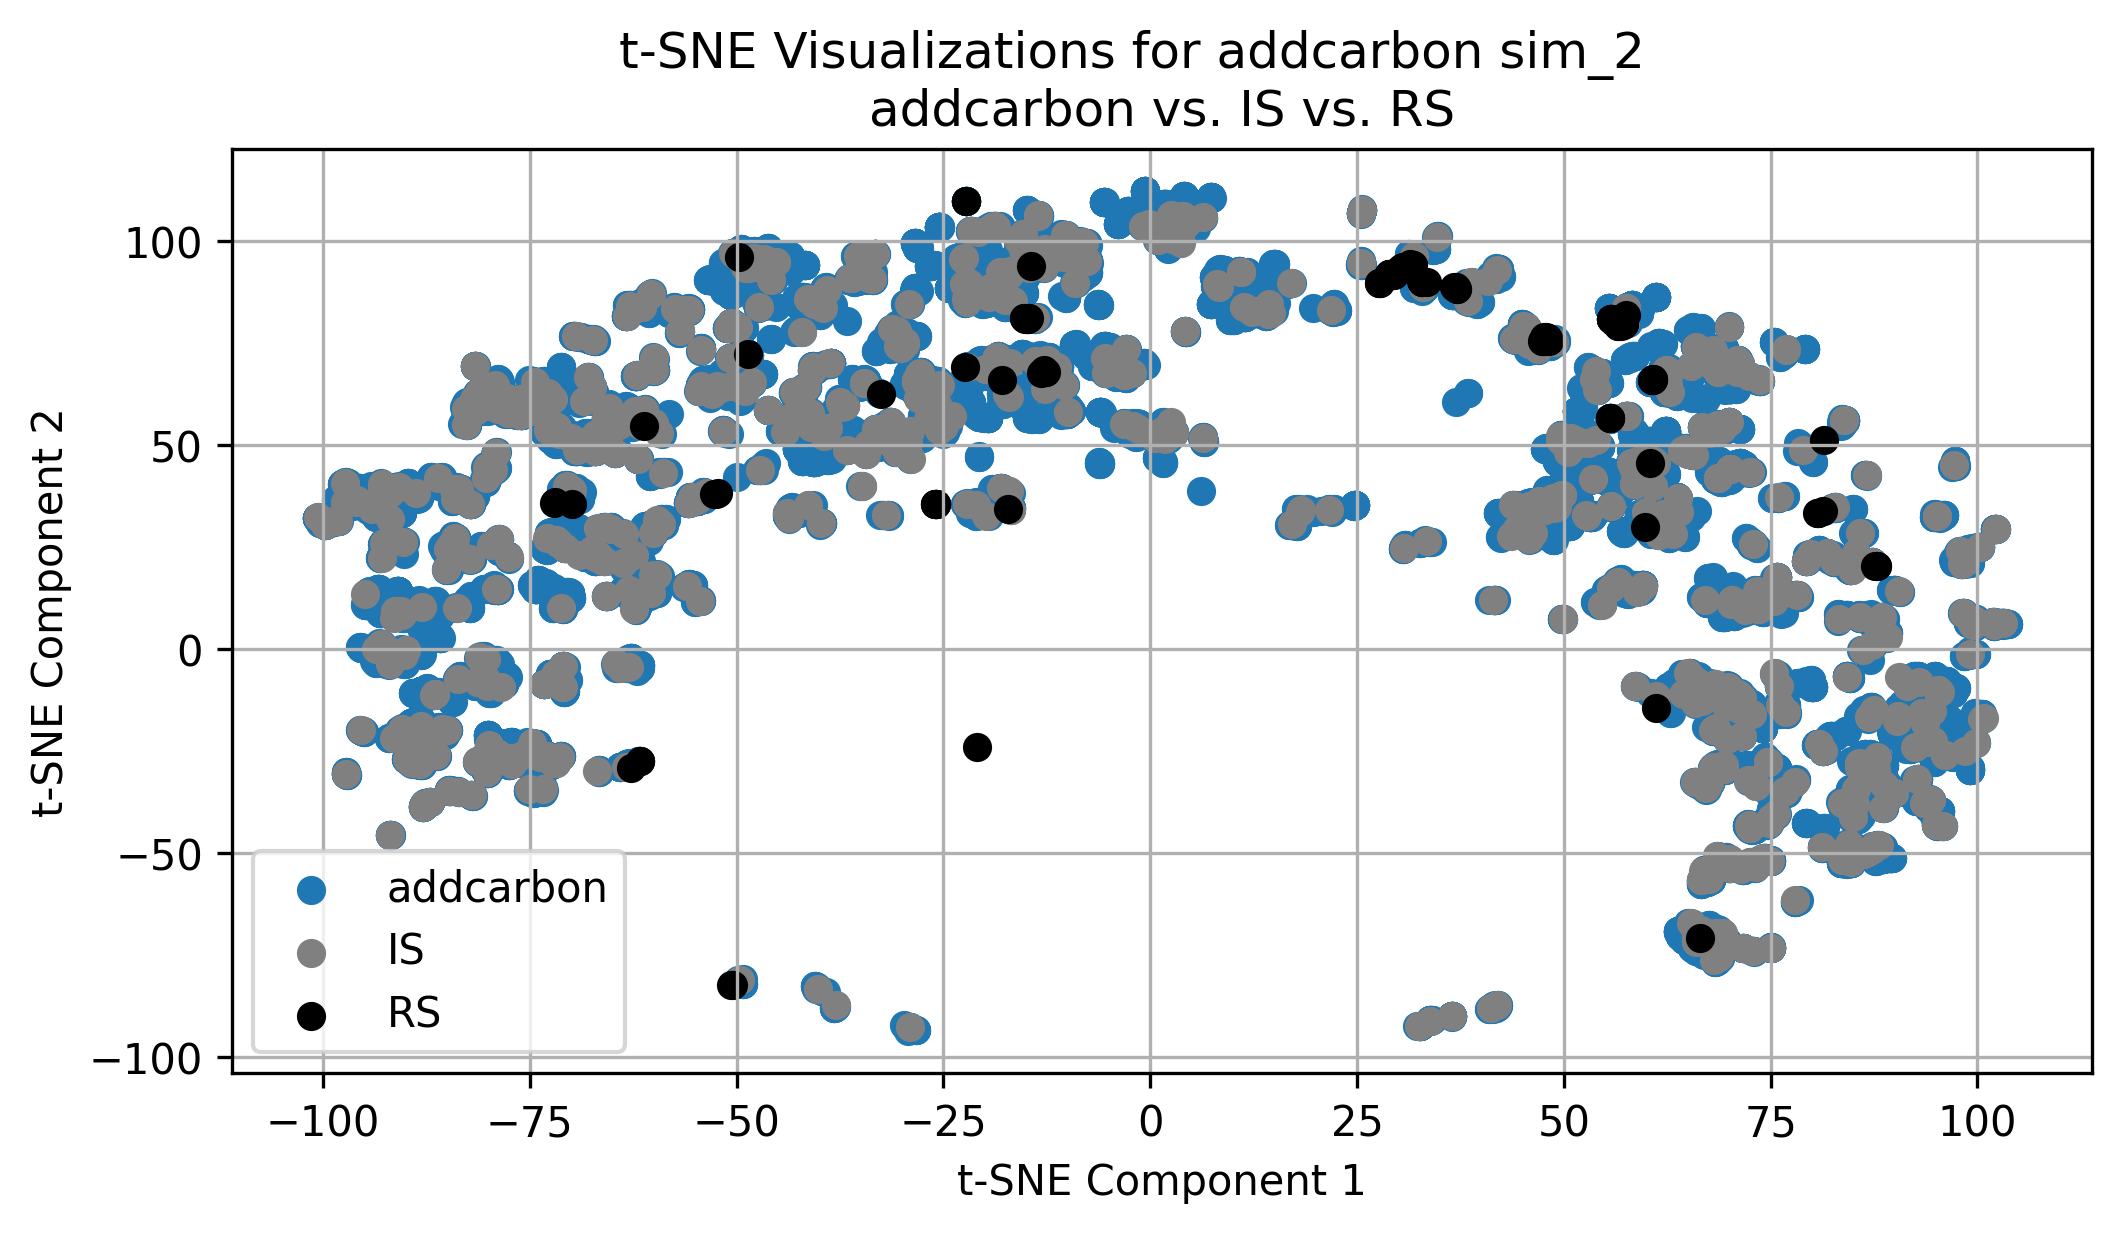 t-SNE Visualizations for addcarbon sim_2
addcarbon vs. IS vs. RS
t-SNE Component 2
100
50
0
−50
−100
addcarbon
IS
RS
−100 −75 −50 −25 0 25 50 75 100
t-SNE Component 1